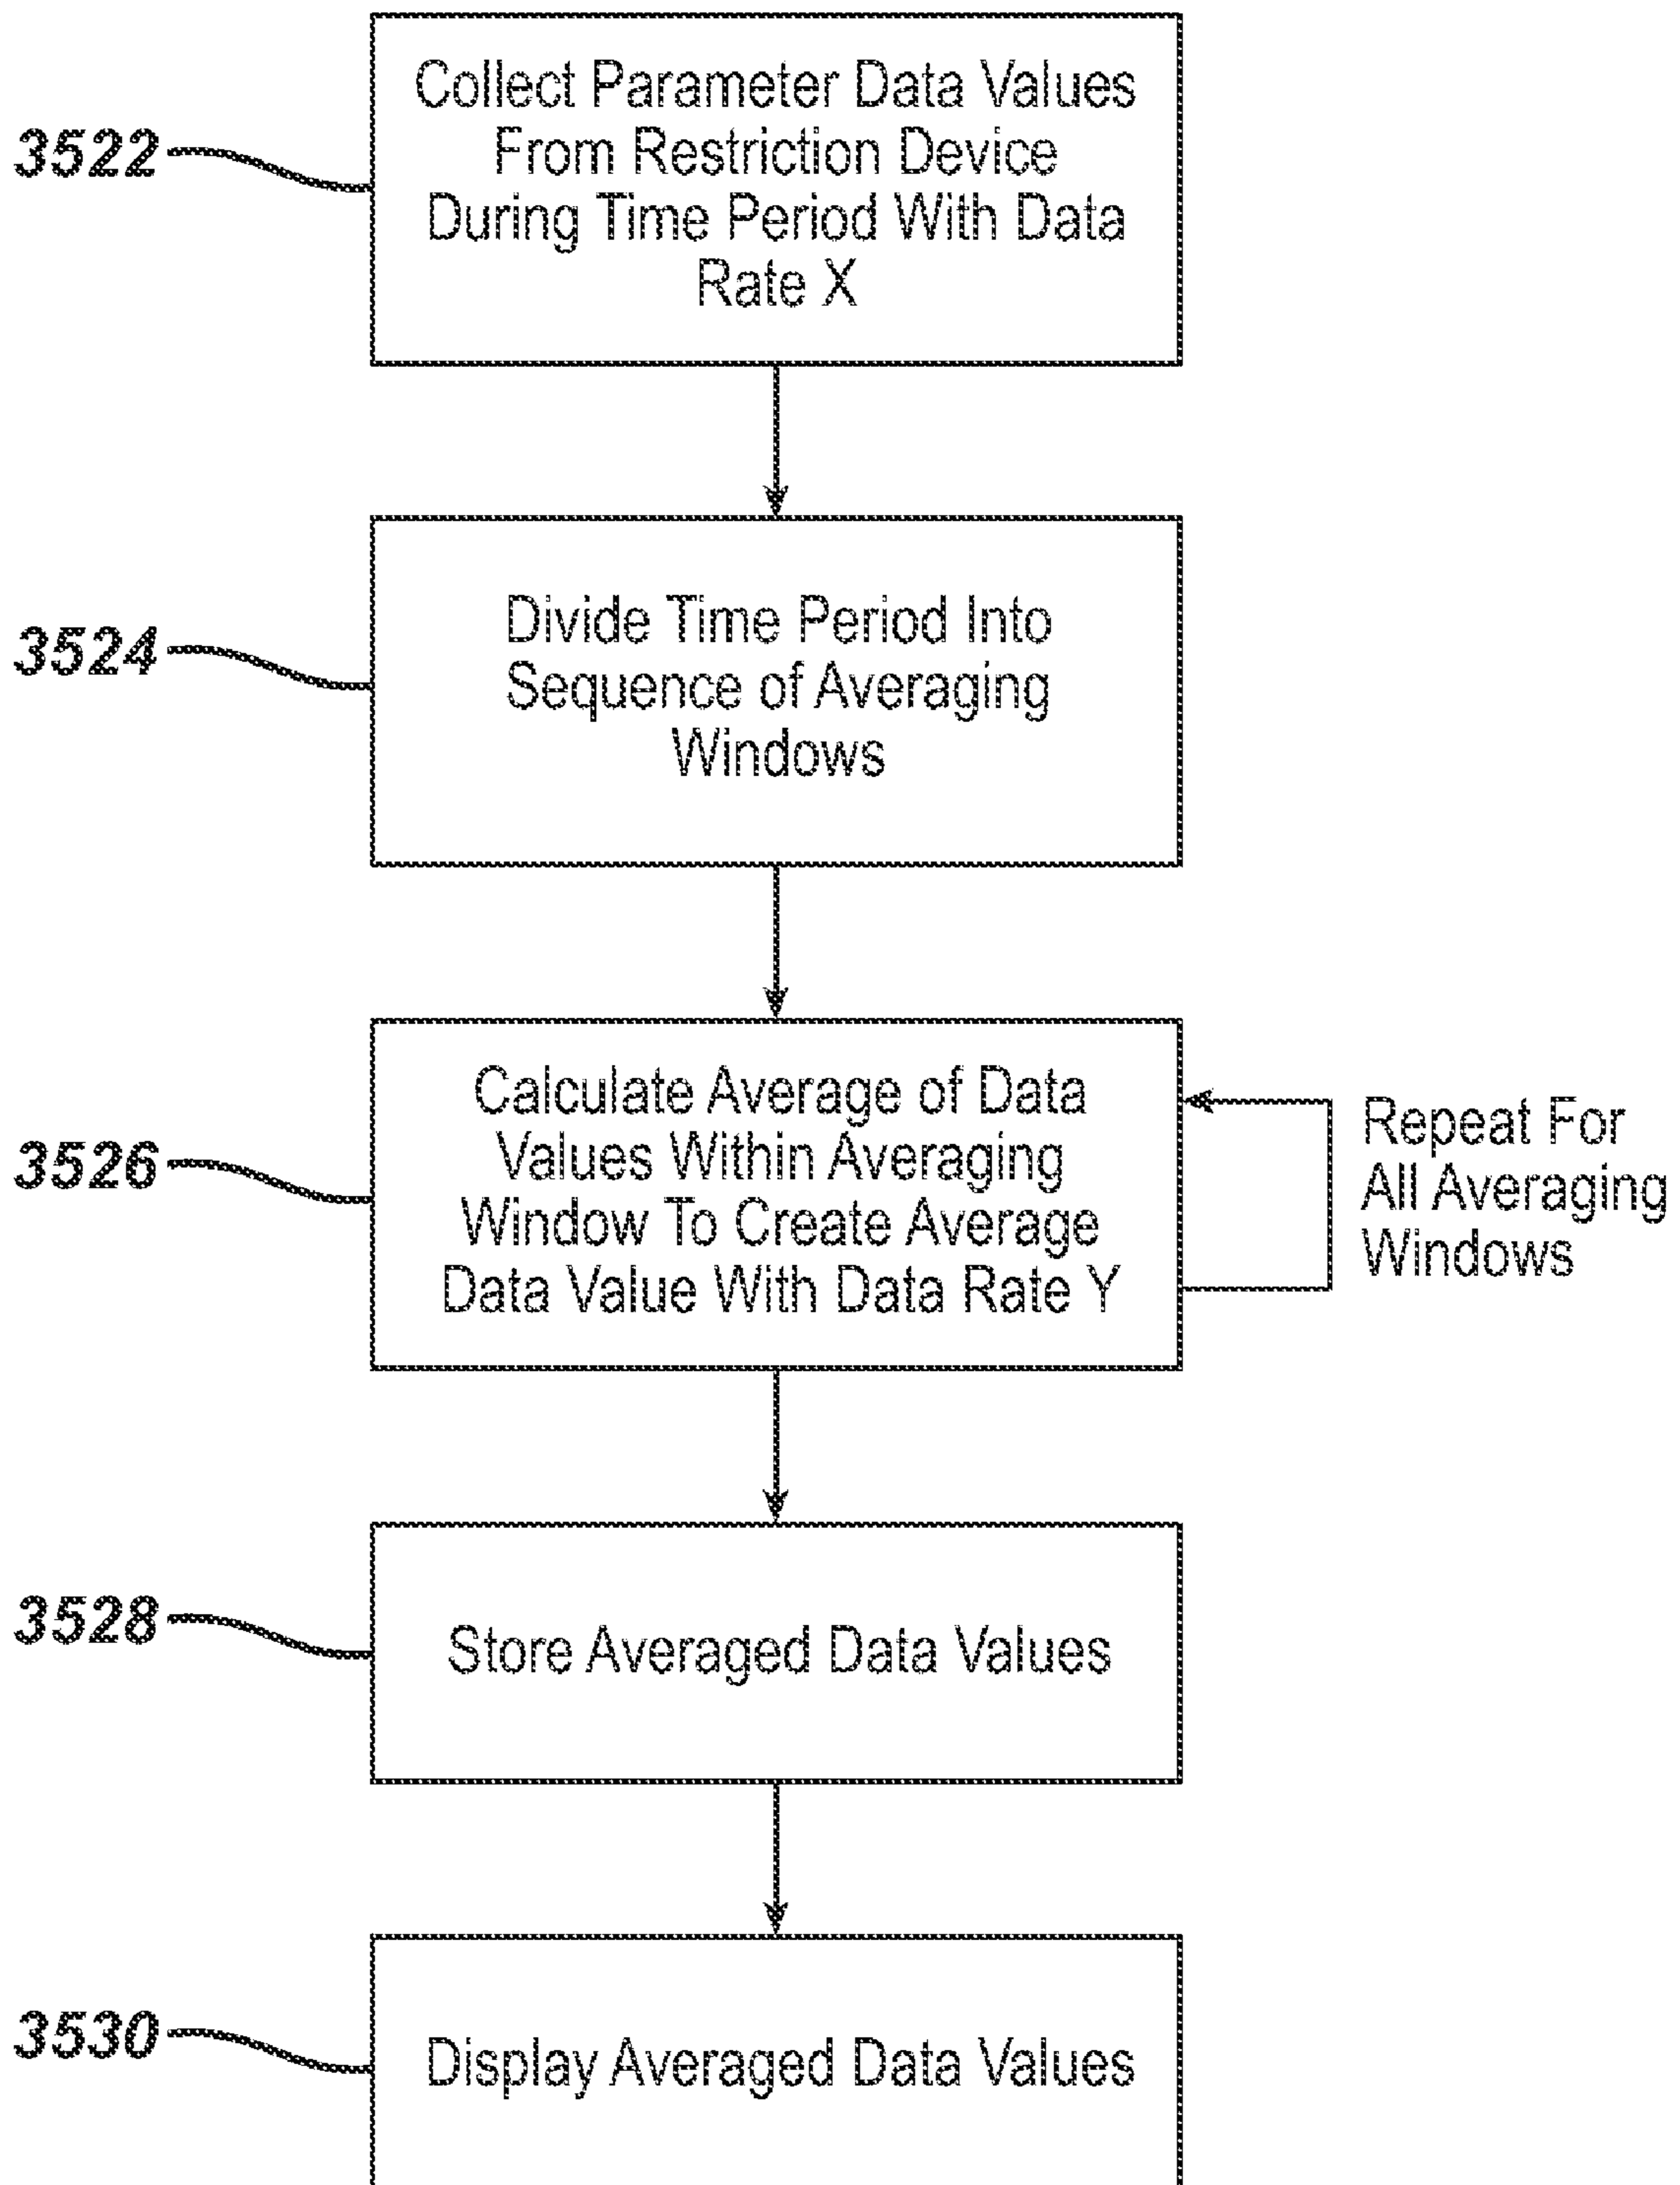 3522
Collect Parameter Data Values
From Restriction Device
During Time Period With Data
Rate X
3524
Divide Time Period Into
Sequence of Averaging
Windows
3526
Calculate Average of Data
Values Within Averaging
Window To Create Average
Data Value With Data Rate Y
Repeat For
All Averaging
Windows
3528
Store Averaged Data Values
3530
Display Averaged Data Values